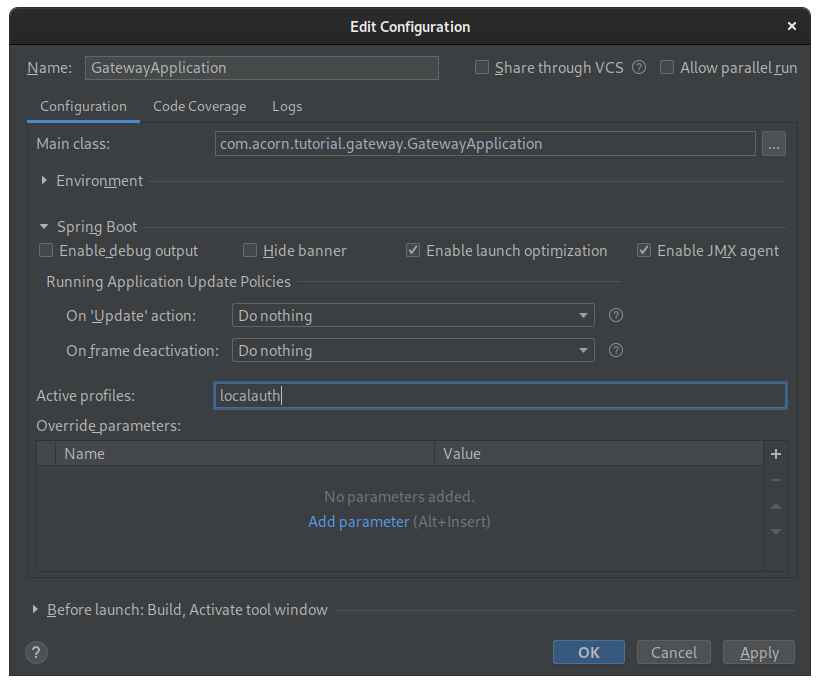 Edit Configuration ×
Name: GatewayApplication Share through VCS ? Allow parallel run
Configuration Code Coverage Logs
Main class: com.acorn.tutorial.gateway.GatewayApplication ...
Environment
Spring Boot
Enable debug output Hide banner Enable launch optimization Enable JMX agent
Running Application Update Policies
On 'Update' action: Do nothing ?
On frame deactivation: Do nothing ?
Active profiles: localauth
Override parameters:
Name Value +
No parameters added.
Add parameter (Alt+Insert)
Before launch: Build, Activate tool window
? OK Cancel Apply